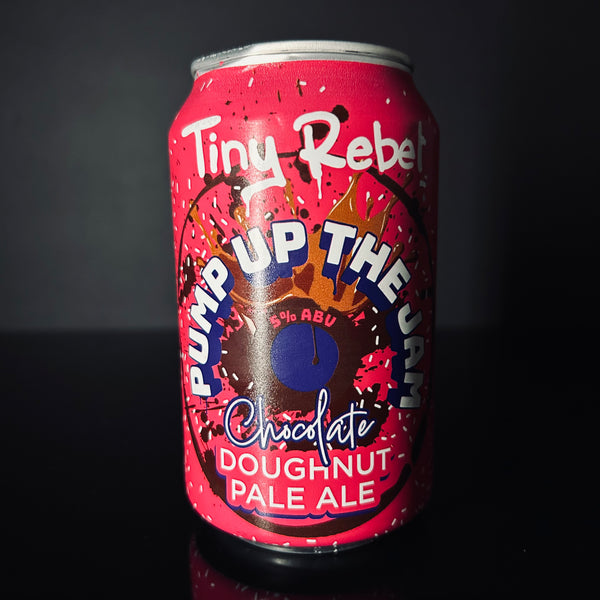 Tiny Rebel
PUMP UP THE JAM
5% ABV
Chocolate
DOUGHNUT
PALE ALE